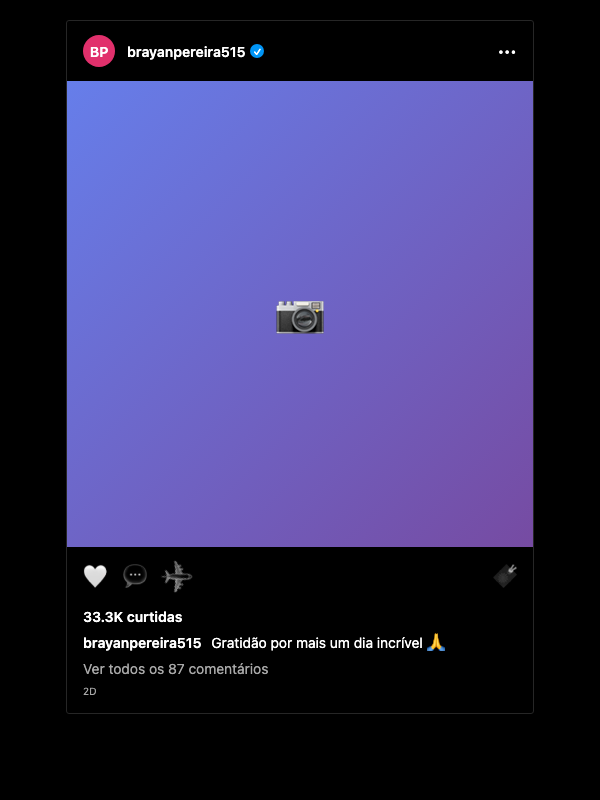 BP
brayanpereira515
33.3K curtidas
brayanpereira515 Gratidão por mais um dia incrível 🙏
Ver todos os 87 comentários
2D